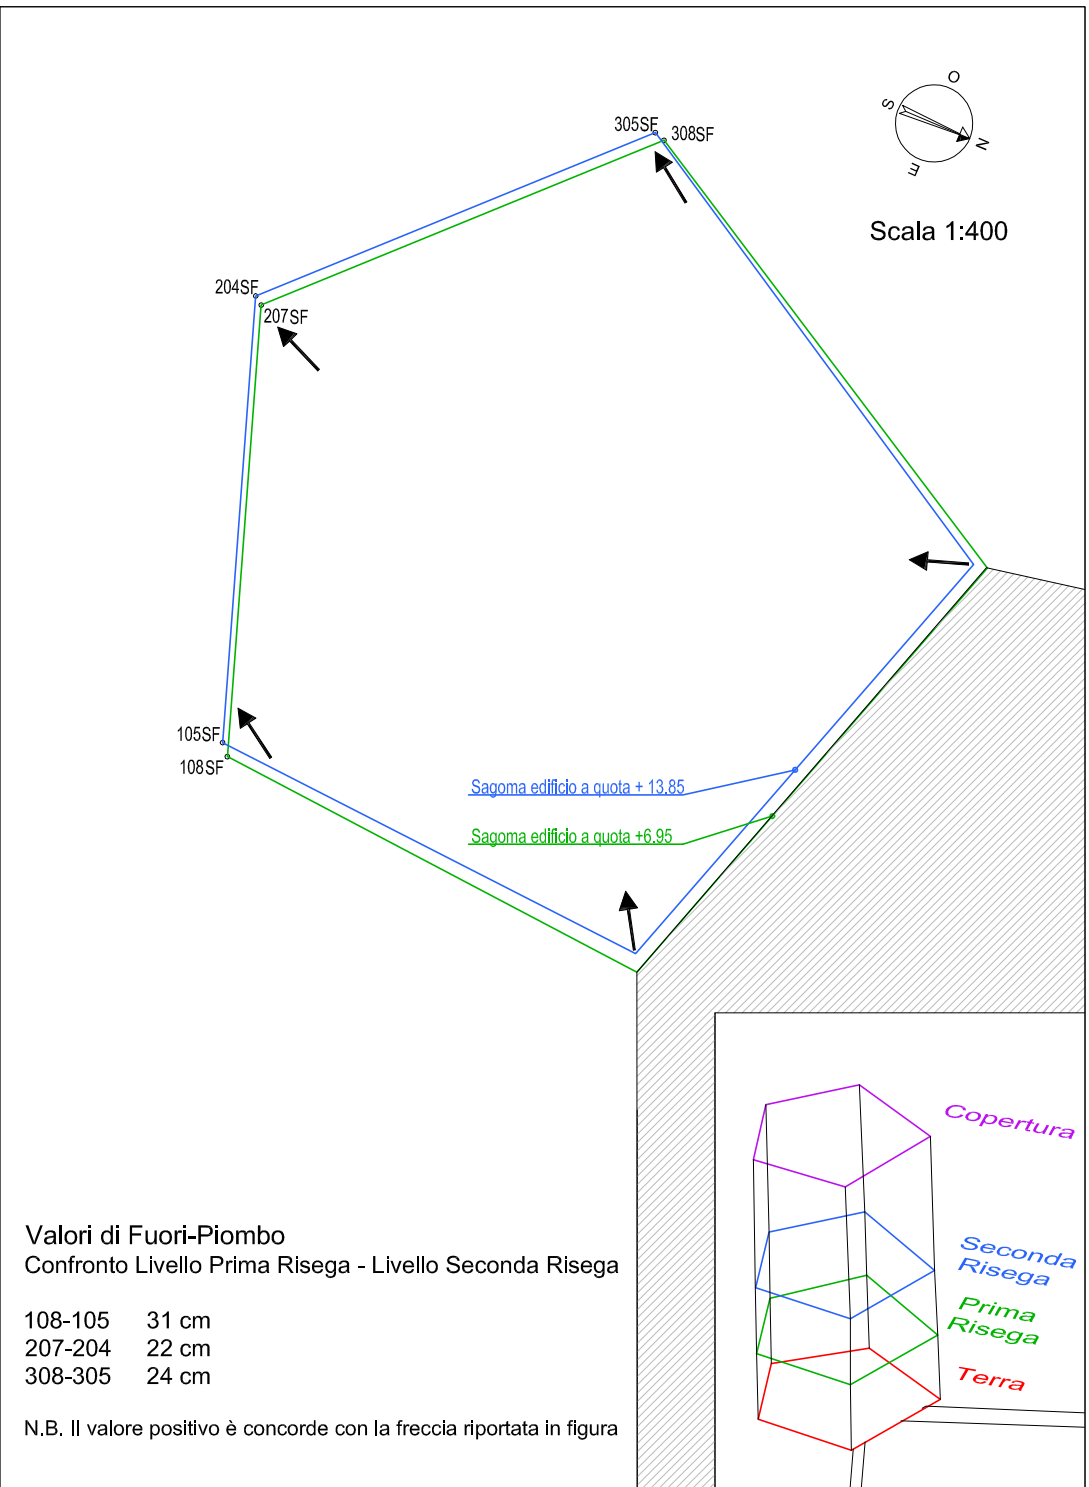 O
S
N
E
Scala 1:400
305SF
308SF
204SF
207SF
105SF
108SF
Sagoma edificio a quota + 13.85
Sagoma edificio a quota +6.95
Copertura
Seconda
Risega
Prima
Risega
Terra
Valori di Fuori-Piombo
Confronto Livello Prima Risega - Livello Seconda Risega
108-105 31 cm
207-204 22 cm
308-305 24 cm
N.B. Il valore positivo è concorde con la freccia riportata in figura